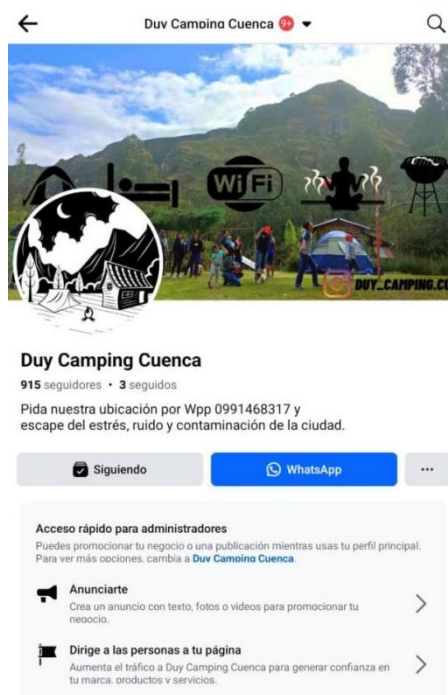 Duy Camping Cuenca 9+
WiFi
DUY_CAMPING.CU
Duy Camping Cuenca
915 seguidores • 3 seguidos
Pida nuestra ubicación por Wpp 0991468317 y
escape del estrés, ruido y contaminación de la ciudad.
Siguiendo
WhatsApp
Acceso rápido para administradores
Puedes promocionar tu negocio o una publicación mientras usas tu perfil principal.
Para ver más opciones, cambia a Duy Camping Cuenca.
Anunciarte
Crea un anuncio con texto, fotos o videos para promocionar tu
negocio.
Dirige a las personas a tu página
Aumenta el tráfico a Duy Camping Cuenca para generar confianza en
tu marca, productos y servicios.